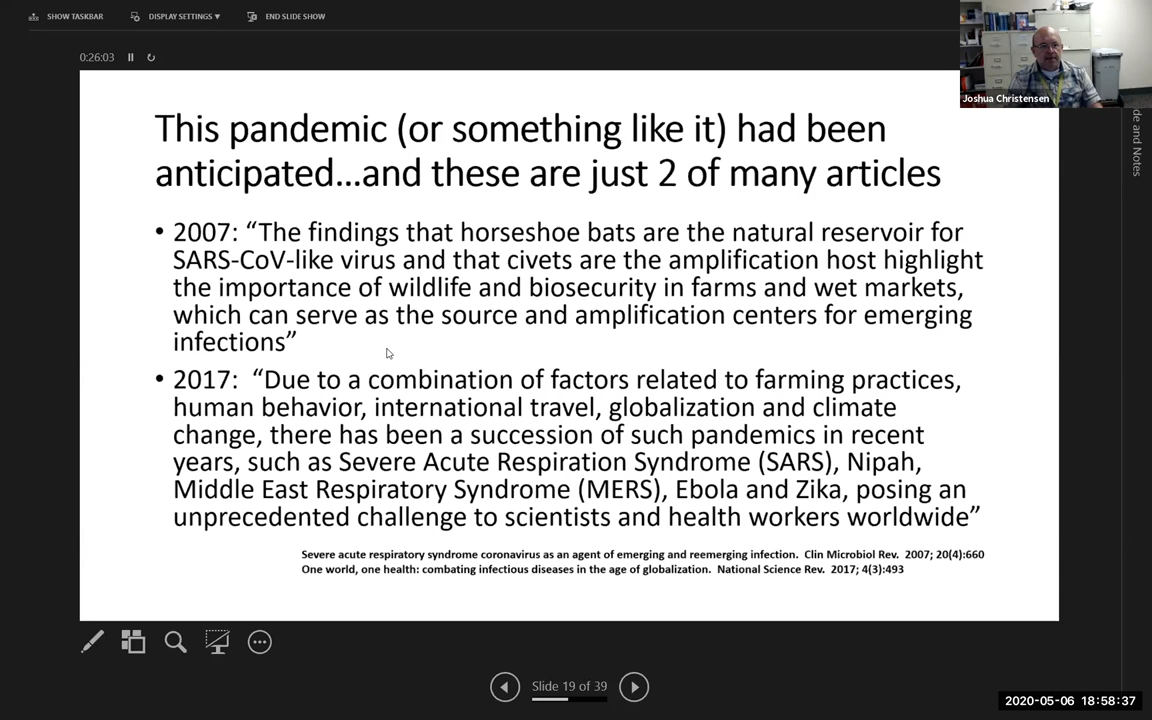 SHOW TASKBAR
DISPLAY SETTINGS ▾
END SLIDE SHOW
0:26:03
Joshua Christensen
de and Notes
This pandemic (or something like it) had been
anticipated…and these are just 2 of many articles
• 2007: “The findings that horseshoe bats are the natural reservoir for
SARS-CoV-like virus and that civets are the amplification host highlight
the importance of wildlife and biosecurity in farms and wet markets,
which can serve as the source and amplification centers for emerging
infections”
• 2017:  “Due to a combination of factors related to farming practices,
human behavior, international travel, globalization and climate
change, there has been a succession of such pandemics in recent
years, such as Severe Acute Respiration Syndrome (SARS), Nipah,
Middle East Respiratory Syndrome (MERS), Ebola and Zika, posing an
unprecedented challenge to scientists and health workers worldwide”
Severe acute respiratory syndrome coronavirus as an agent of emerging and reemerging infection.  Clin Microbiol Rev.  2007; 20(4):660
One world, one health: combating infectious diseases in the age of globalization.  National Science Rev.  2017; 4(3):493
Slide 19 of 39
2020-05-06 18:58:37